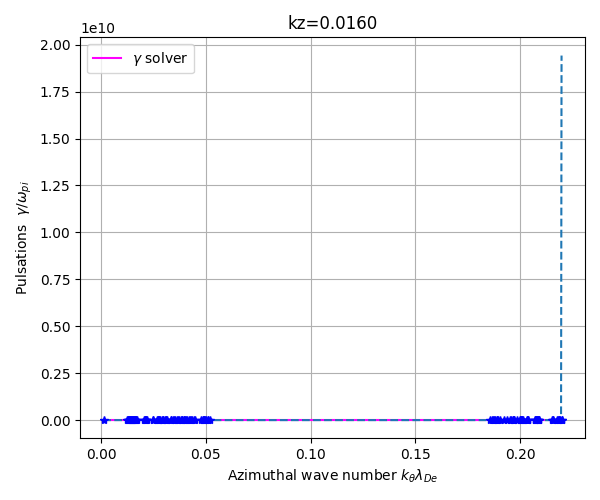 kz=0.0160
1e10
γ solver
2.00
1.75
1.50
1.25
1.00
0.75
0.50
0.25
0.00
Pulsations γ/ω_pi
0.00 0.05 0.10 0.15 0.20
Azimuthal wave number k_θλ_De